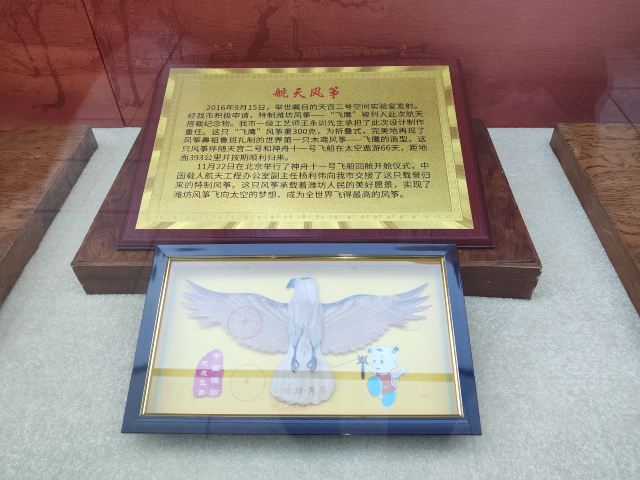 航天风筝
2016年9月15日，举世瞩目的天宫二号空间实验室发射。
经我市积极申请，特制潍坊风筝——“飞鹰”被列入此次航天
搭载纪念物。我市一级工艺师王永训先生承担了此次设计制作
重任。这只“飞鹰”风筝重300克，为折叠式，完美地再现了
风筝鼻祖鲁班扎制的世界第一只木鸢风筝——飞鹰的造型。这
只风筝伴随天宫二号和神舟十一号飞船在太空遨游66天，距地
面393公里并按期顺利归来。
11月22日在北京举行了神舟十一号飞船回舱开舱仪式，中
国载人航天工程办公室副主任杨利伟向我市交接了这只载誉归
来的特制风筝。这只风筝承载着潍坊人民的美好愿景，实现了
潍坊风筝飞向太空的梦想，成为全世界飞得最高的风筝。
中國潍坊